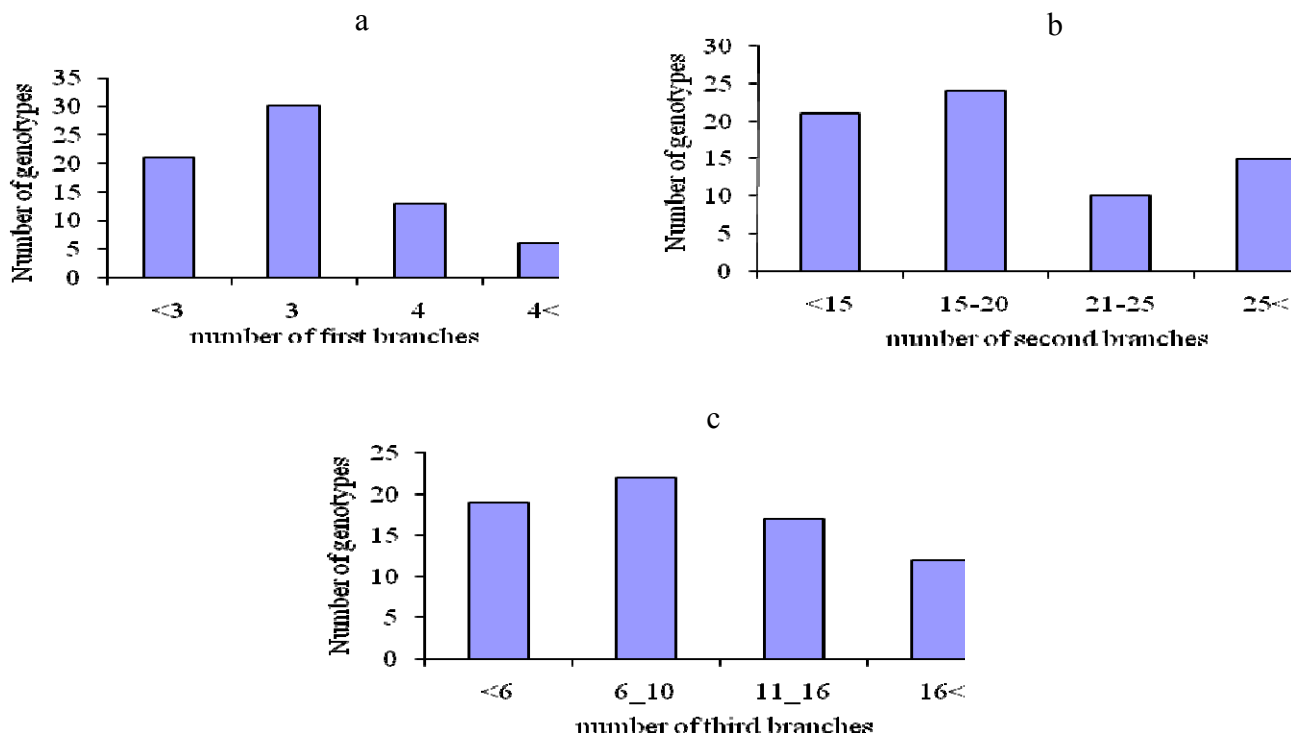 a
Number of genotypes
35
30
25
20
15
10
5
0
<3 3 4 4<
number of first branches
b
Number of genotypes
30
25
20
15
10
5
0
<15 15-20 21-25 25<
number of second branches
c
Number of genotypes
25
20
15
10
5
0
<6 6_10 11_16 16<
number of third branches